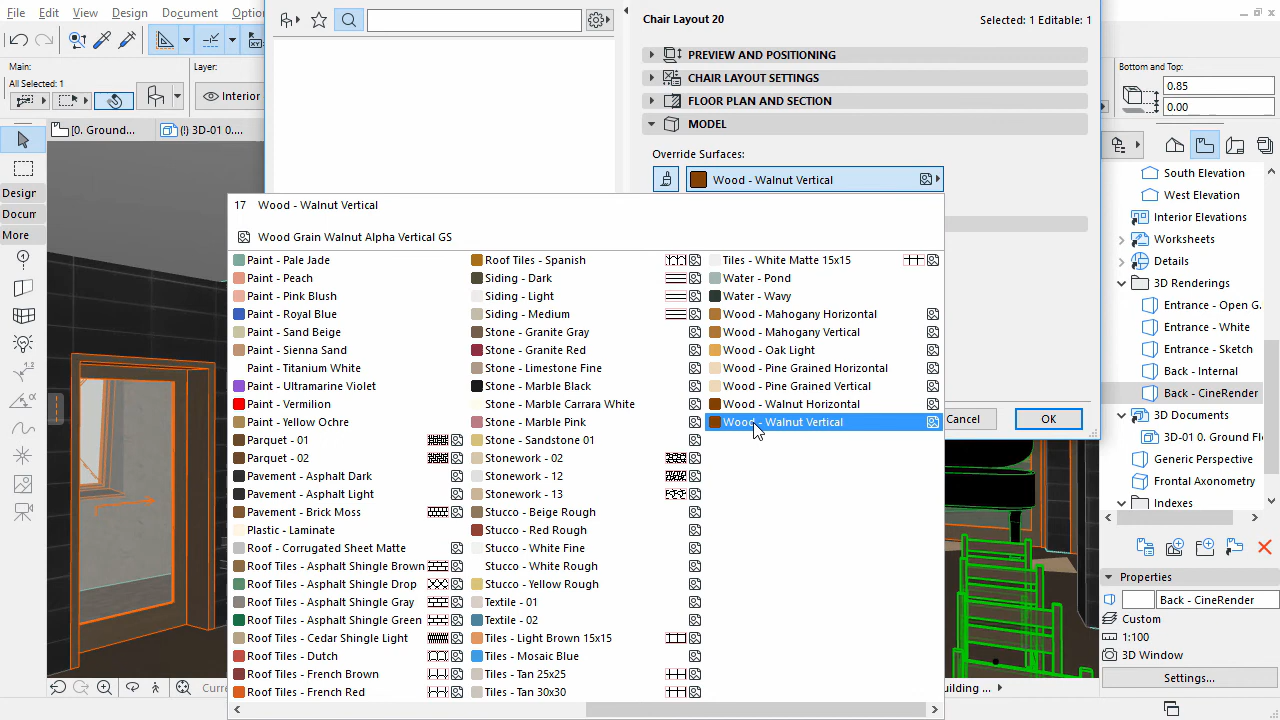 File
Edit
View
Design
Document
Chair Layout 20
Selected: 1 Editable: 1
Main:
All Selected: 1
Layer:
Interior
PREVIEW AND POSITIONING
CHAIR LAYOUT SETTINGS
FLOOR PLAN AND SECTION
MODEL
Override Surfaces:
Wood - Walnut Vertical
Bottom and Top:
0.85
0.00
[0. Ground...
(!) 3D-01 0....
Design
Docum
More
17 Wood - Walnut Vertical
Wood Grain Walnut Alpha Vertical GS
Paint - Pale Jade
Paint - Peach
Paint - Pink Blush
Paint - Royal Blue
Paint - Sand Beige
Paint - Sienna Sand
Paint - Titanium White
Paint - Ultramarine Violet
Paint - Vermilion
Paint - Yellow Ochre
Parquet - 01
Parquet - 02
Pavement - Asphalt Dark
Pavement - Asphalt Light
Pavement - Brick Moss
Plastic - Laminate
Roof - Corrugated Sheet Matte
Roof Tiles - Asphalt Shingle Brown
Roof Tiles - Asphalt Shingle Drop
Roof Tiles - Asphalt Shingle Gray
Roof Tiles - Asphalt Shingle Green
Roof Tiles - Cedar Shingle Light
Roof Tiles - Dutch
Roof Tiles - French Brown
Roof Tiles - French Red
Roof Tiles - Spanish
Siding - Dark
Siding - Light
Siding - Medium
Stone - Granite Gray
Stone - Granite Red
Stone - Limestone Fine
Stone - Marble Black
Stone - Marble Carrara White
Stone - Marble Pink
Stone - Sandstone 01
Stonework - 02
Stonework - 12
Stonework - 13
Stucco - Beige Rough
Stucco - Red Rough
Stucco - White Fine
Stucco - White Rough
Stucco - Yellow Rough
Textile - 01
Textile - 02
Tiles - Light Brown 15x15
Tiles - Mosaic Blue
Tiles - Tan 25x25
Tiles - Tan 30x30
Tiles - White Matte 15x15
Water - Pond
Water - Wavy
Wood - Mahogany Horizontal
Wood - Mahogany Vertical
Wood - Oak Light
Wood - Pine Grained Horizontal
Wood - Pine Grained Vertical
Wood - Walnut Horizontal
Wood - Walnut Vertical
Cancel
OK
South Elevation
West Elevation
Interior Elevations
Worksheets
Details
3D Renderings
Entrance - Open G...
Entrance - White
Entrance - Sketch
Back - Internal
Back - CineRender
3D Documents
3D-01 0. Ground Fl
Generic Perspective
Frontal Axonometry
Indexes
Properties
Back - CineRender
Custom
1:100
3D Window
Settings...
uilding ...